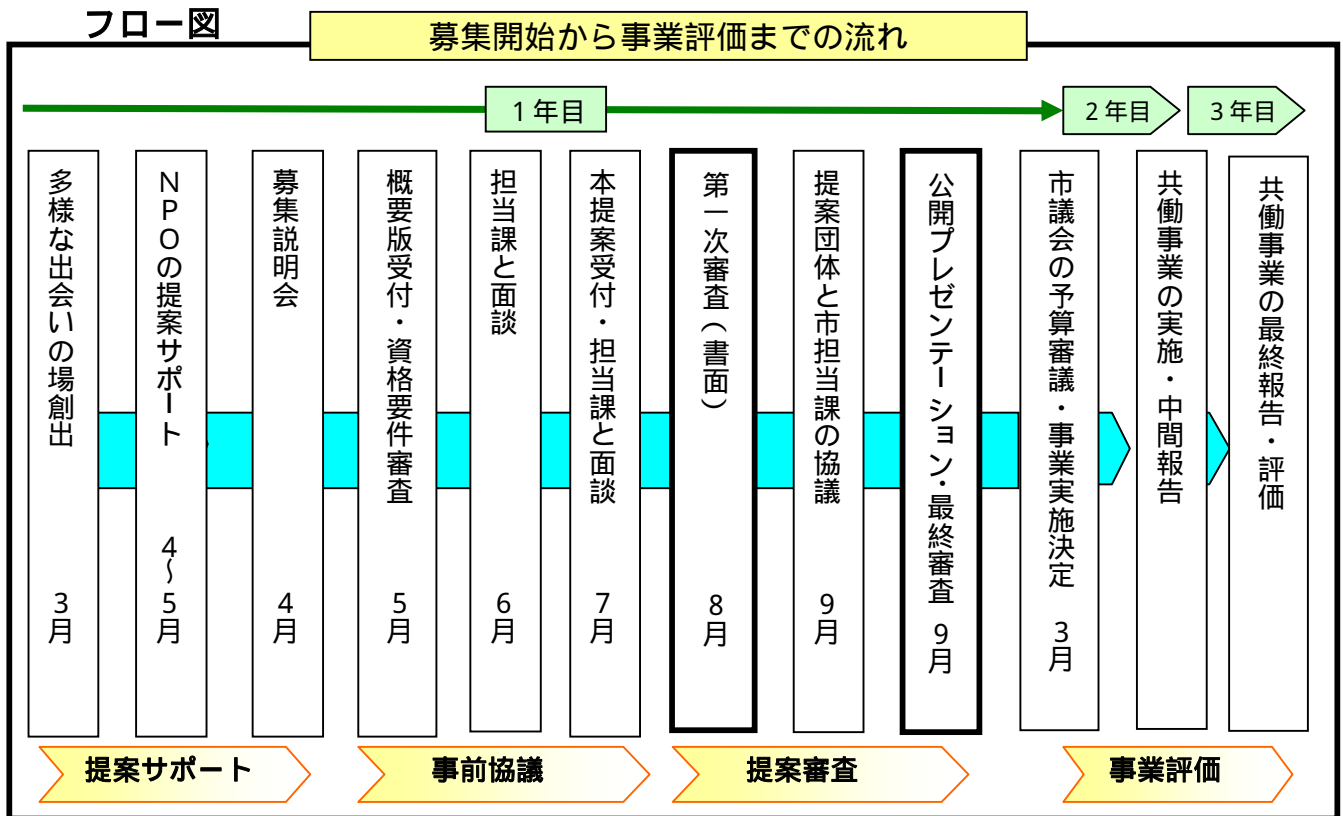 フロー図
募集開始から事業評価までの流れ
１年目
２年目
３年目
多様な出会いの場創出 3月
ＮＰＯの提案サポート 4～5月
募集説明会 4月
概要版受付・資格要件審査 5月
担当課と面談 6月
本提案受付・担当課と面談 7月
第一次審査（書面） 8月
提案団体と市担当課の協議 9月
公開プレゼンテーション・最終審査 9月
市議会の予算審議・事業実施決定 3月
共働事業の実施・中間報告
共働事業の最終報告・評価
提案サポート
事前協議
提案審査
事業評価